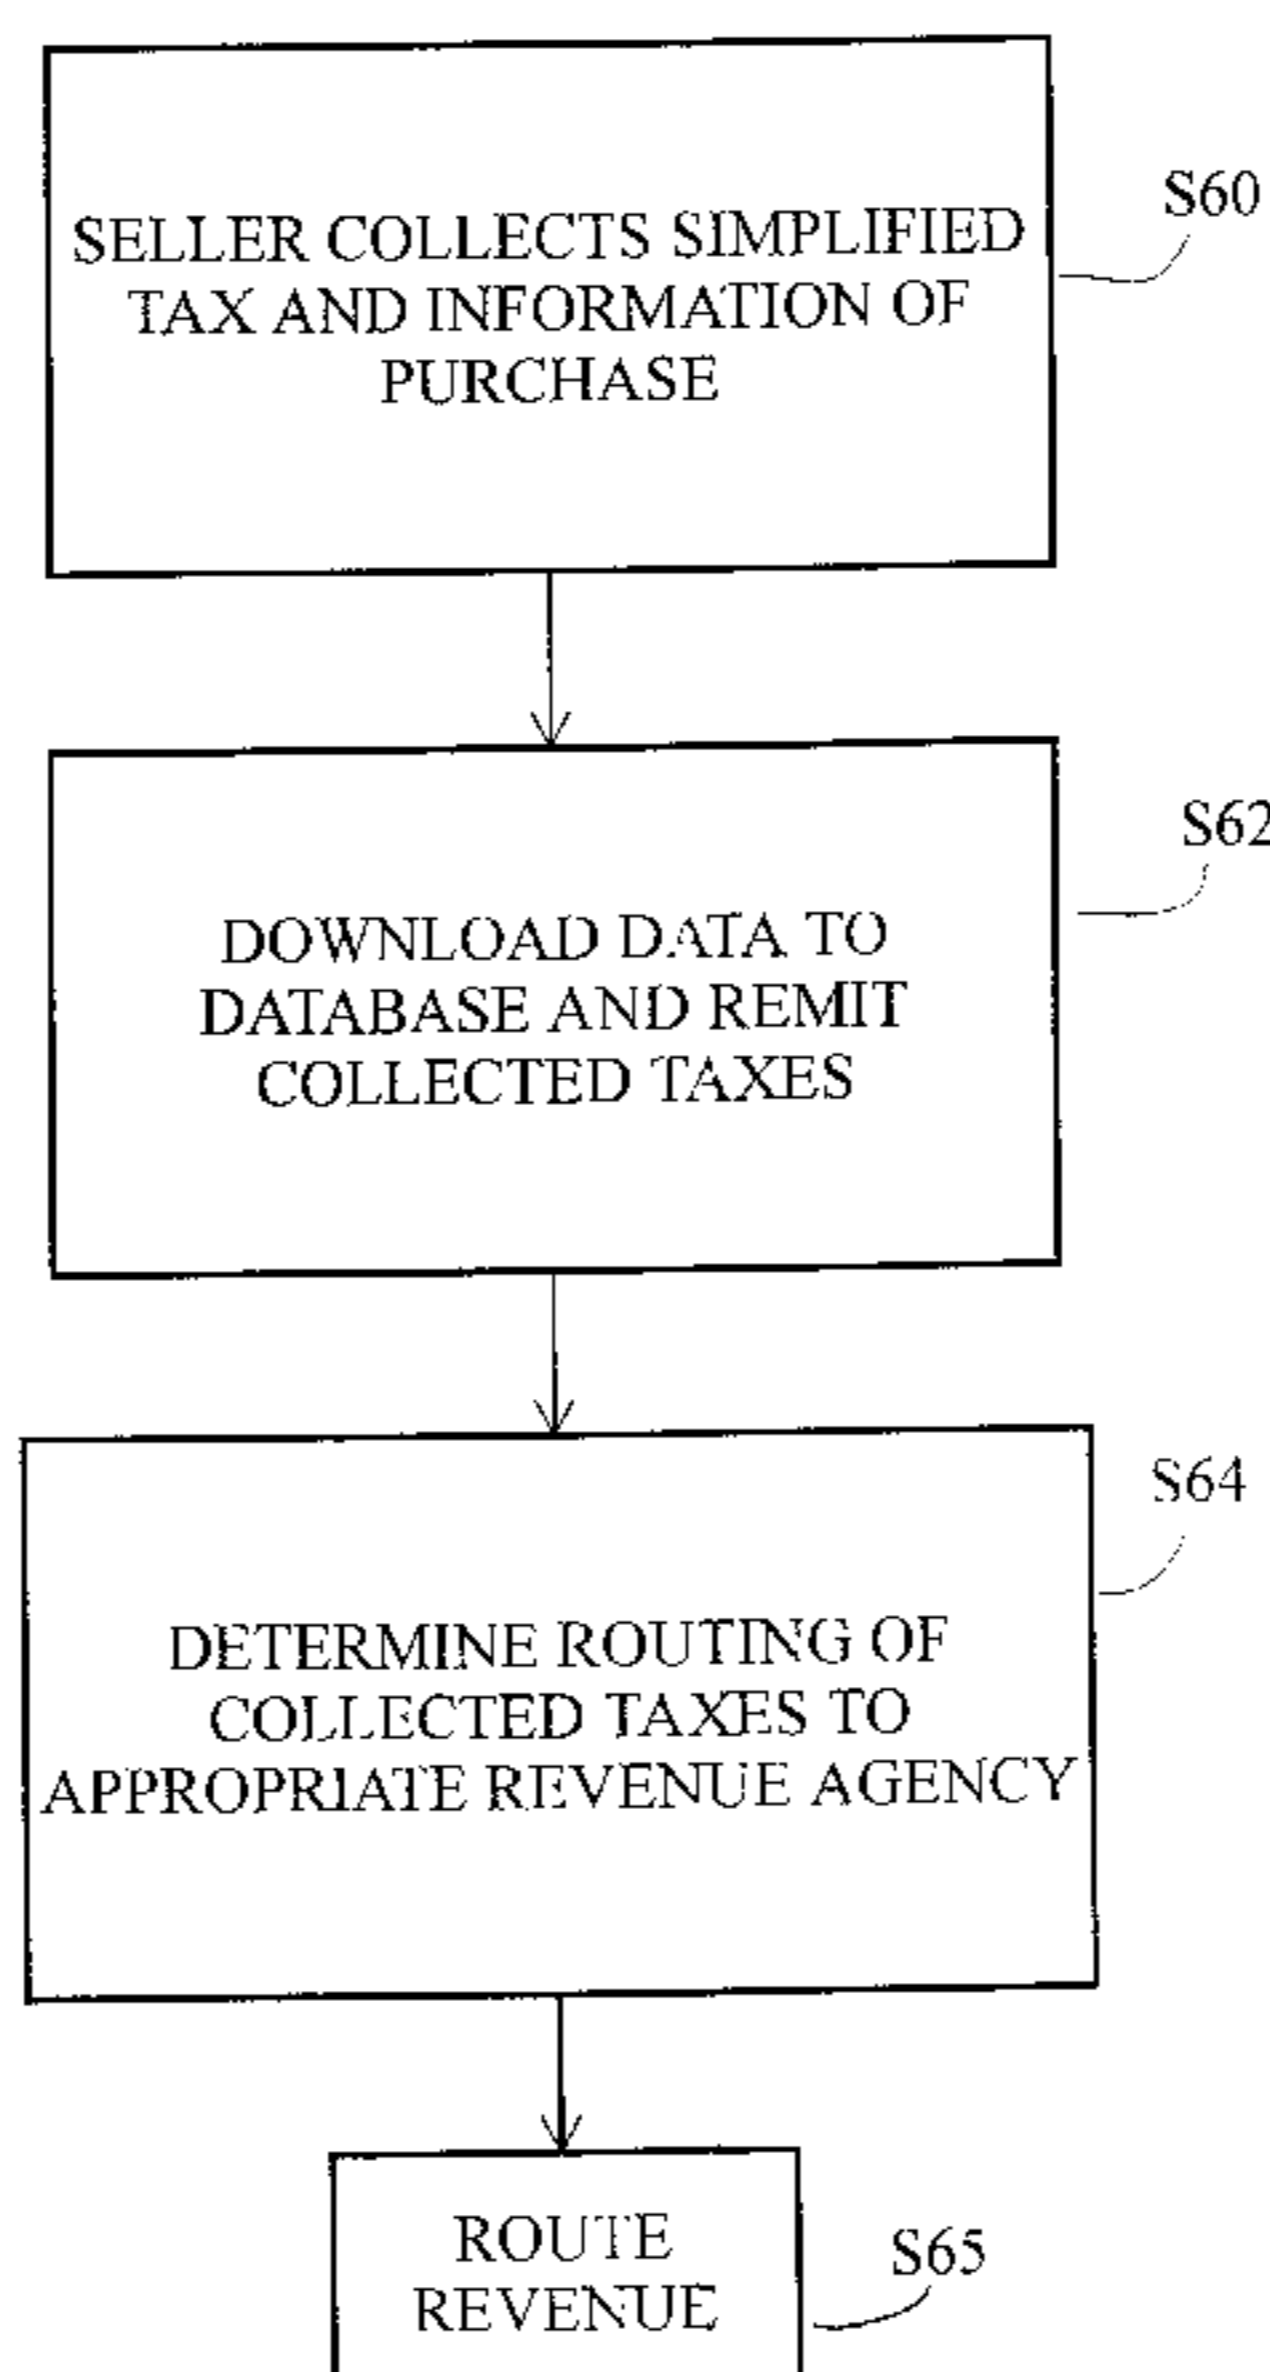 SELLER COLLECTS SIMPLIFIED
TAX AND INFORMATION OF
PURCHASE
S60
DOWNLOAD DATA TO
DATABASE AND REMIT
COLLECTED TAXES
S62
DETERMINE ROUTING OF
COLLECTED TAXES TO
APPROPRIATE REVENUE AGENCY
S64
ROUTE
REVENUE
S65